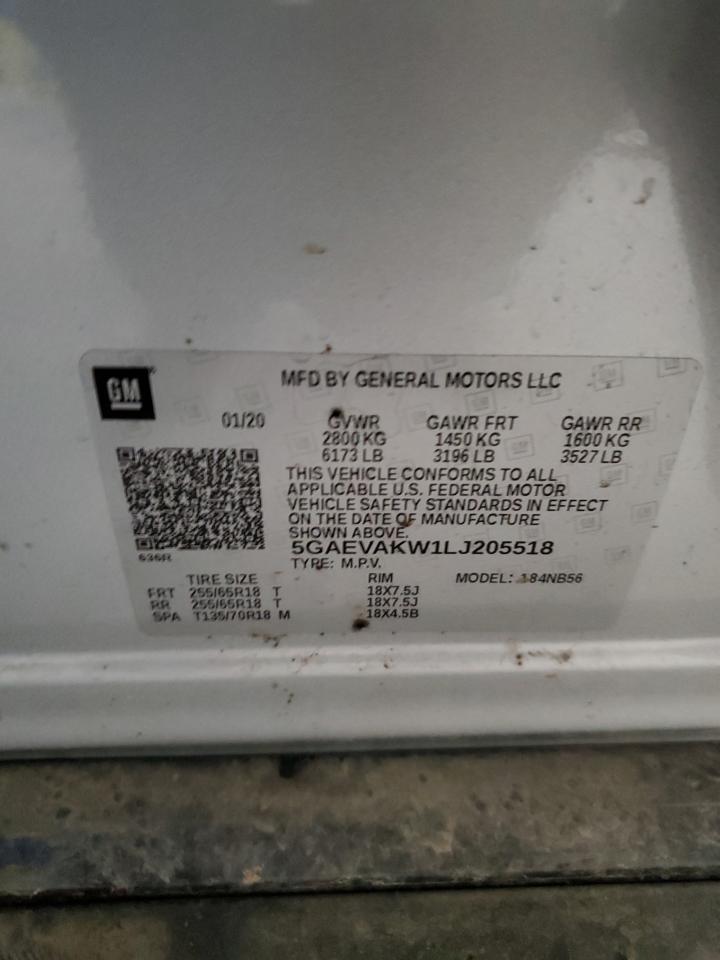 GM
MFD BY GENERAL MOTORS LLC
01/20 GVWR GAWR FRT GAWR RR
2800 KG 1450 KG 1600 KG
6173 LB 3196 LB 3527 LB
THIS VEHICLE CONFORMS TO ALL
APPLICABLE U.S. FEDERAL MOTOR
VEHICLE SAFETY STANDARDS IN EFFECT
ON THE DATE OF MANUFACTURE
SHOWN ABOVE.
5GAEVAKW1LJ205518
636R
TYPE: M.P.V.
TIRE SIZE RIM MODEL: 184NB56
FRT 255/65R18 T 18X7.5J
RR 255/65R18 T 18X7.5J
SPA T135/70R18 M 18X4.5B